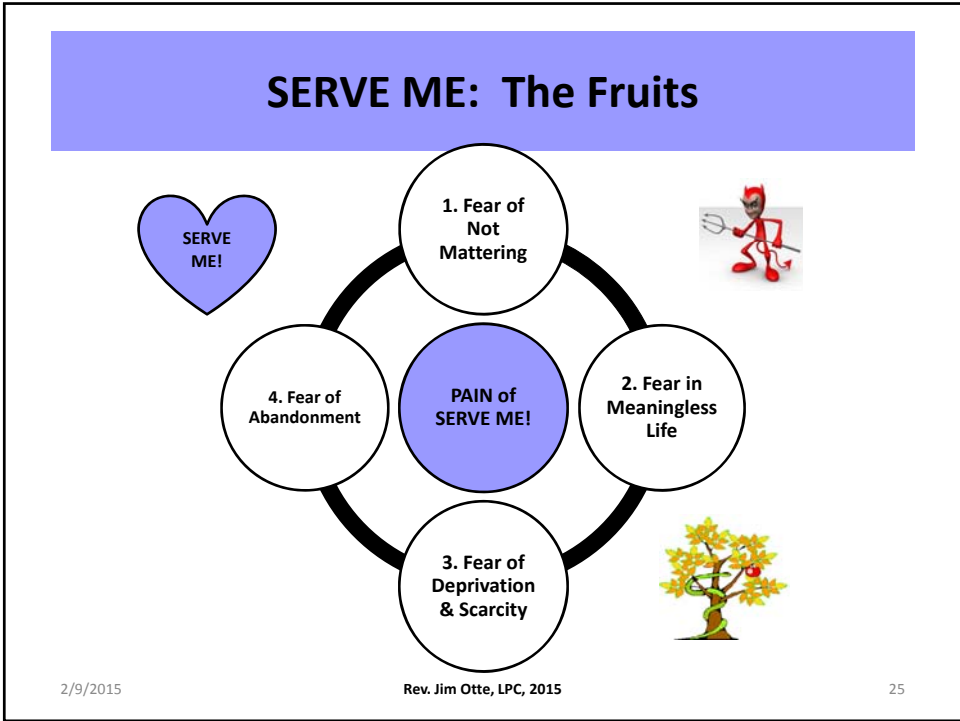 SERVE ME: The Fruits
SERVE
ME!
1. Fear of
Not
Mattering
2. Fear in
Meaningless
Life
3. Fear of
Deprivation
& Scarcity
4. Fear of
Abandonment
PAIN of
SERVE ME!
2/9/2015
Rev. Jim Otte, LPC, 2015
25